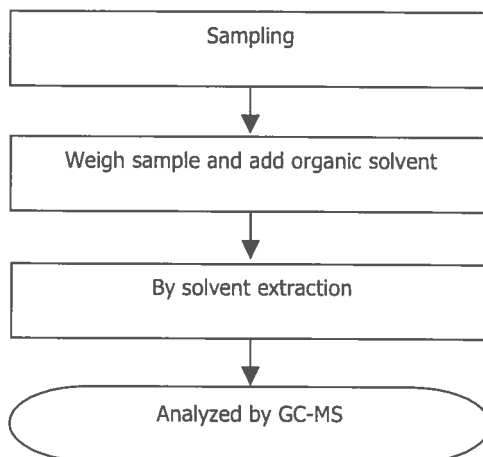 Sampling
Weigh sample and add organic solvent
By solvent extraction
Analyzed by GC-MS